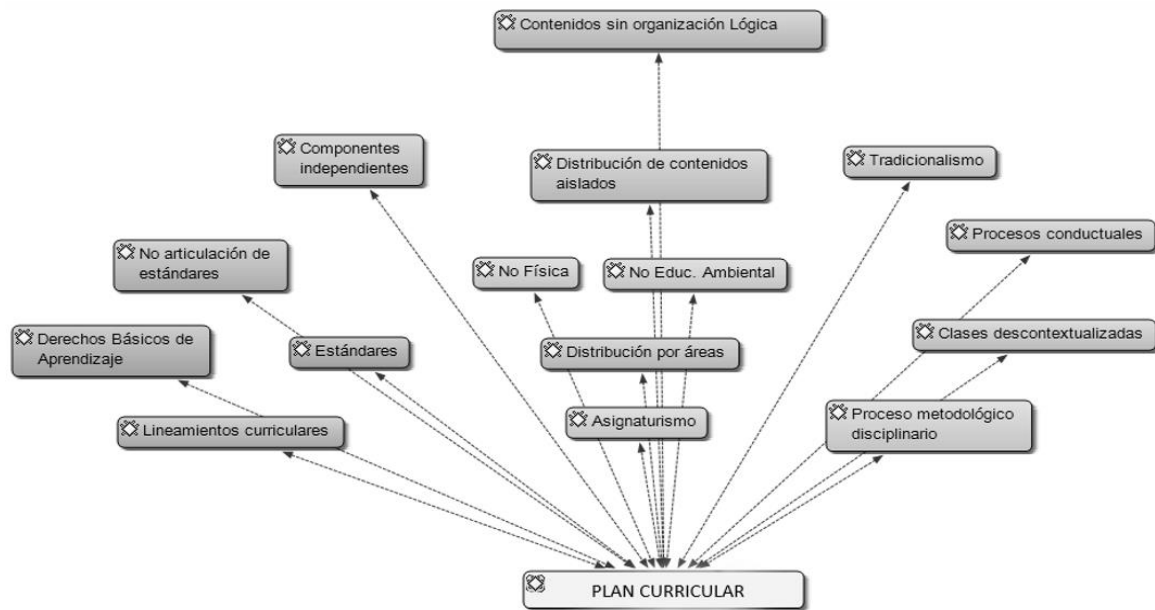 Contenidos sin organización Lógica
Componentes
independientes
Distribución de contenidos
aislados
Tradicionalismo
Procesos conductuales
No articulación de
estándares
No Física
No Educ. Ambiental
Derechos Básicos de
Aprendizaje
Estándares
Distribución por áreas
Clases descontextualizadas
Lineamientos curriculares
Asignaturismo
Proceso metodológico
disciplinario
PLAN CURRICULAR